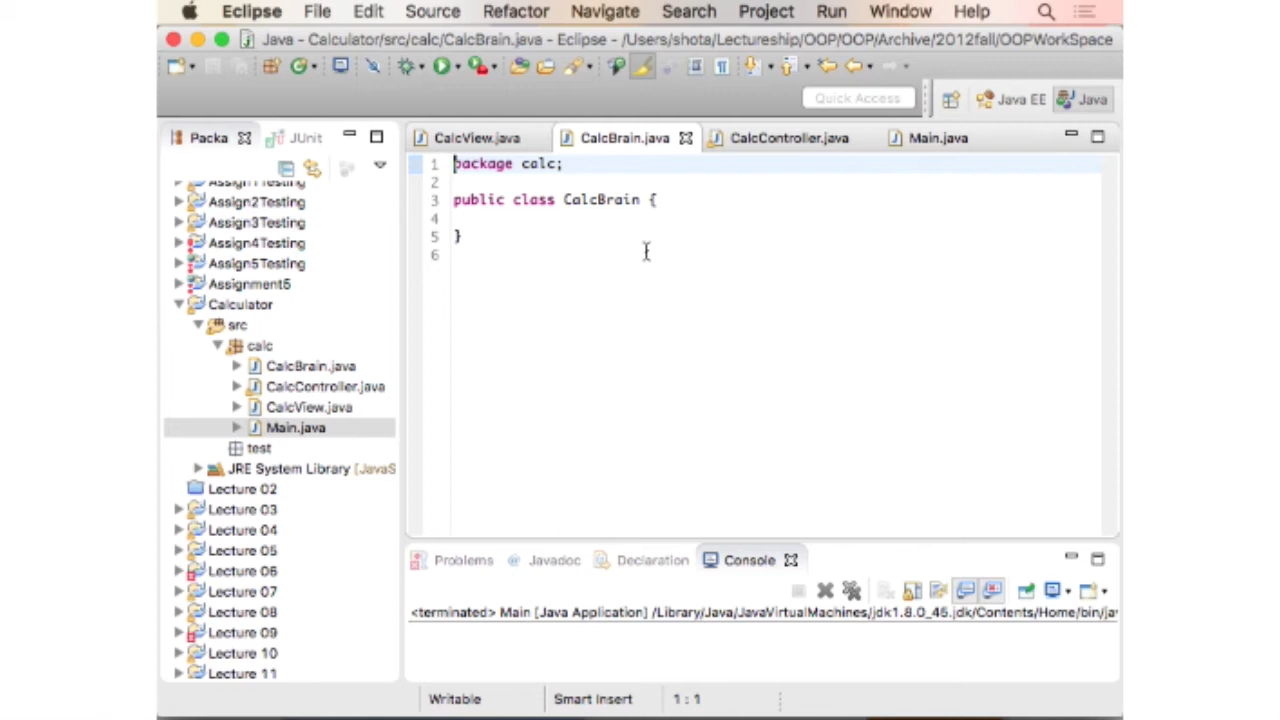 Eclipse File Edit Source Refactor Navigate Search Project Run Window Help
Java - Calculator/src/calc/CalcBrain.java - Eclipse - /Users/shota/Lectureship/OOP/OOP/Archive/2012fall/OOPWorkSpace
Quick Access Java EE Java
Packa JUnit
CalcView.java CalcBrain.java CalcController.java Main.java
Assign1Testing
Assign2Testing
Assign3Testing
Assign4Testing
Assign5Testing
Assignment5
Calculator
src
calc
CalcBrain.java
CalcController.java
CalcView.java
Main.java
test
JRE System Library [JavaS
Lecture 02
Lecture 03
Lecture 04
Lecture 05
Lecture 06
Lecture 07
Lecture 08
Lecture 09
Lecture 10
Lecture 11
1 package calc;
2
3 public class CalcBrain {
4
5 }
6
Problems Javadoc Declaration Console
<terminated> Main [Java Application] /Library/Java/JavaVirtualMachines/jdk1.8.0_45.jdk/Contents/Home/bin/ja
Writable Smart Insert 1 : 1